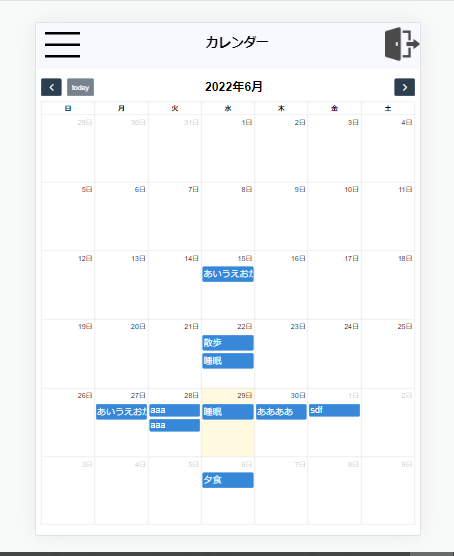 カレンダー
today
2022年6月
日 月 火 水 木 金 土
29日 30日 31日 1日 2日 3日 4日
5日 6日 7日 8日 9日 10日 11日
12日 13日 14日 15日 16日 17日 18日
あいうえおか
19日 20日 21日 22日 23日 24日 25日
散歩
睡眠
26日 27日 28日 29日 30日 1日 2日
あいうえおか aaa 睡眠 ああああ sdf
aaa
3日 4日 5日 6日 7日 8日 9日
夕食